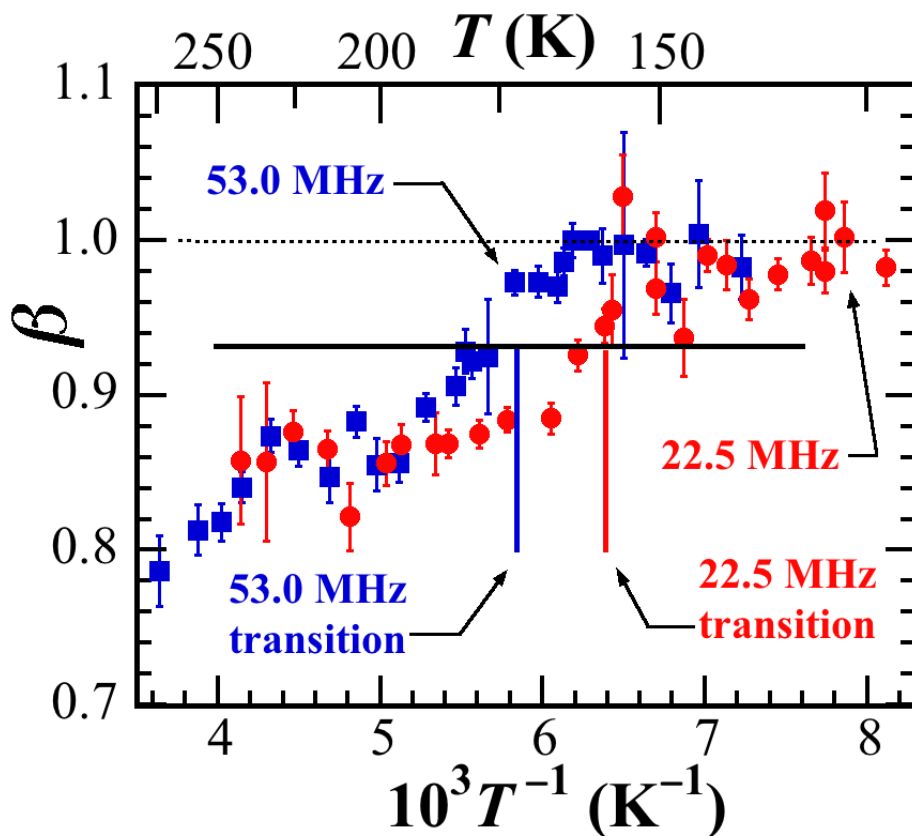 T (K)
250 200 150
1.1
1.0
0.9
0.8
0.7
β
53.0 MHz
22.5 MHz
53.0 MHz
transition
22.5 MHz
transition
4 5 6 7 8
10³T⁻¹ (K⁻¹)